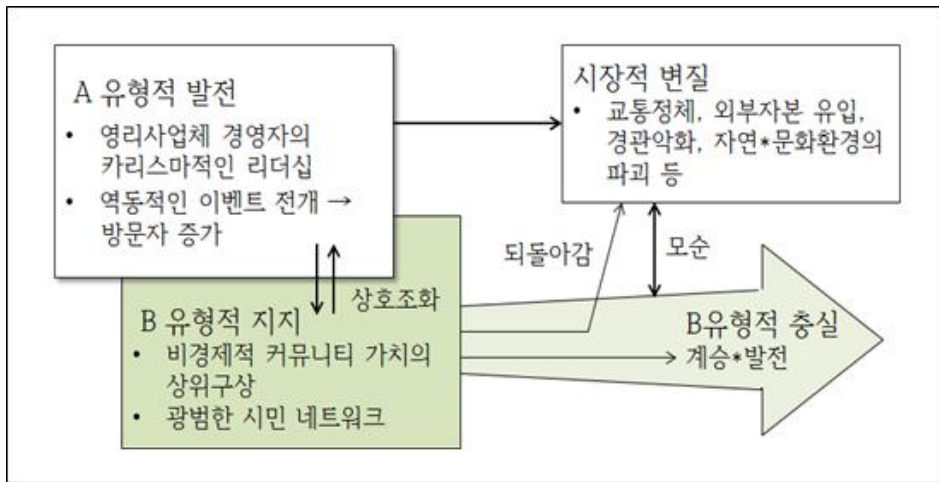 A 유형적 발전
• 영리사업체 경영자의
카리스마적인 리더십
• 역동적인 이벤트 전개 →
방문자 증가
시장적 변질
• 교통정체, 외부자본 유입,
경관악화, 자연*문화환경의
파괴 등
되돌아감
모순
상호조화
B 유형적 지지
• 비경제적 커뮤니티 가치의
상위구상
• 광범한 시민 네트워크
B유형적 충실
계승*발전